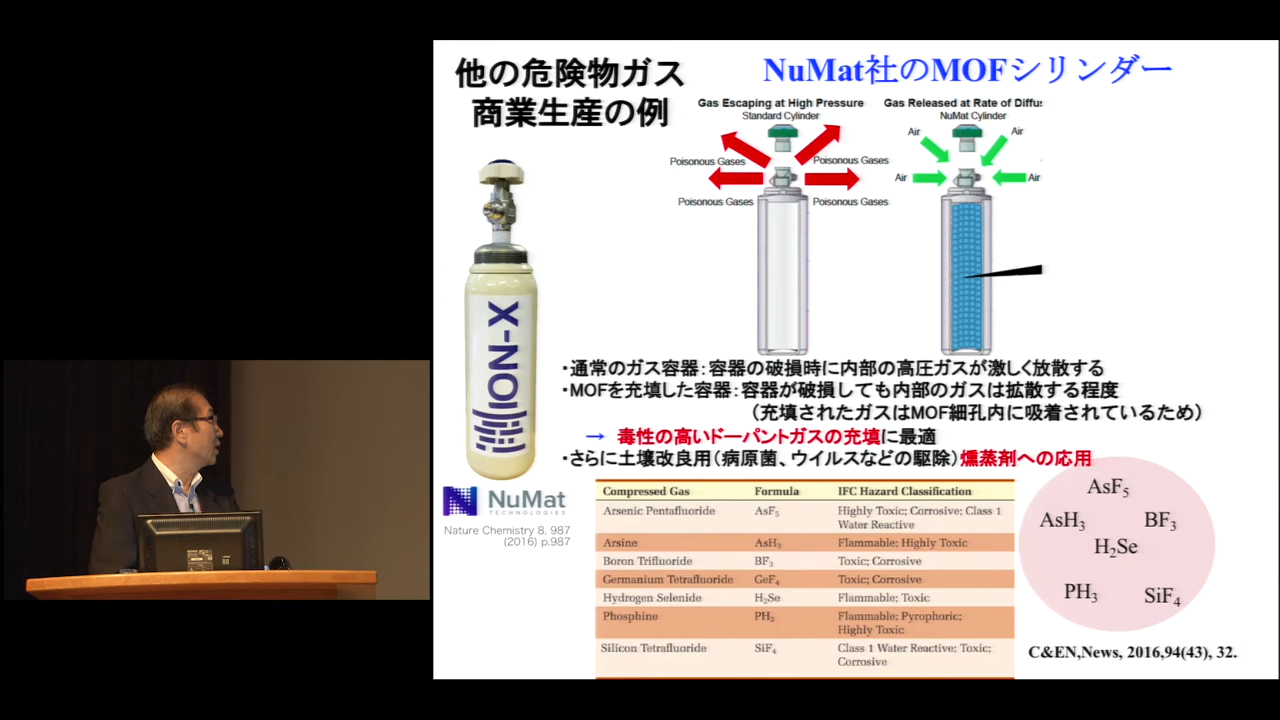 他の危険物ガス
商業生産の例
NuMat社のMOFシリンダー
Gas Escaping at High Pressure
Standard Cylinder
Poisonous Gases
Poisonous Gases
Poisonous Gases
Poisonous Gases
Gas Released at Rate of Diffus
NuMat Cylinder
Air
Air
Air
Air
ION-X
・通常のガス容器：容器の破損時に内部の高圧ガスが激しく放散する
・MOFを充填した容器：容器が破損しても内部のガスは拡散する程度
（充填されたガスはMOF細孔内に吸着されているため）
→ 毒性の高いドーパントガスの充填に最適
・さらに土壌改良用（病原菌、ウイルスなどの駆除）燻蒸剤への応用
NuMat
TECHNOLOGIES
Nature Chemistry 8, 987
(2016) p.987
Compressed Gas Formula IFC Hazard Classification
Arsenic Pentafluoride AsF₅ Highly Toxic; Corrosive; Class 1
Water Reactive
Arsine AsH₃ Flammable; Highly Toxic
Boron Trifluoride BF₃ Toxic; Corrosive
Germanium Tetrafluoride GeF₄ Toxic; Corrosive
Hydrogen Selenide H₂Se Flammable; Toxic
Phosphine PH₃ Flammable; Pyrophoric;
Highly Toxic
Silicon Tetrafluoride SiF₄ Class 1 Water Reactive; Toxic;
Corrosive
AsF₅
AsH₃ BF₃
H₂Se
PH₃ SiF₄
C&EN,News, 2016,94(43), 32.